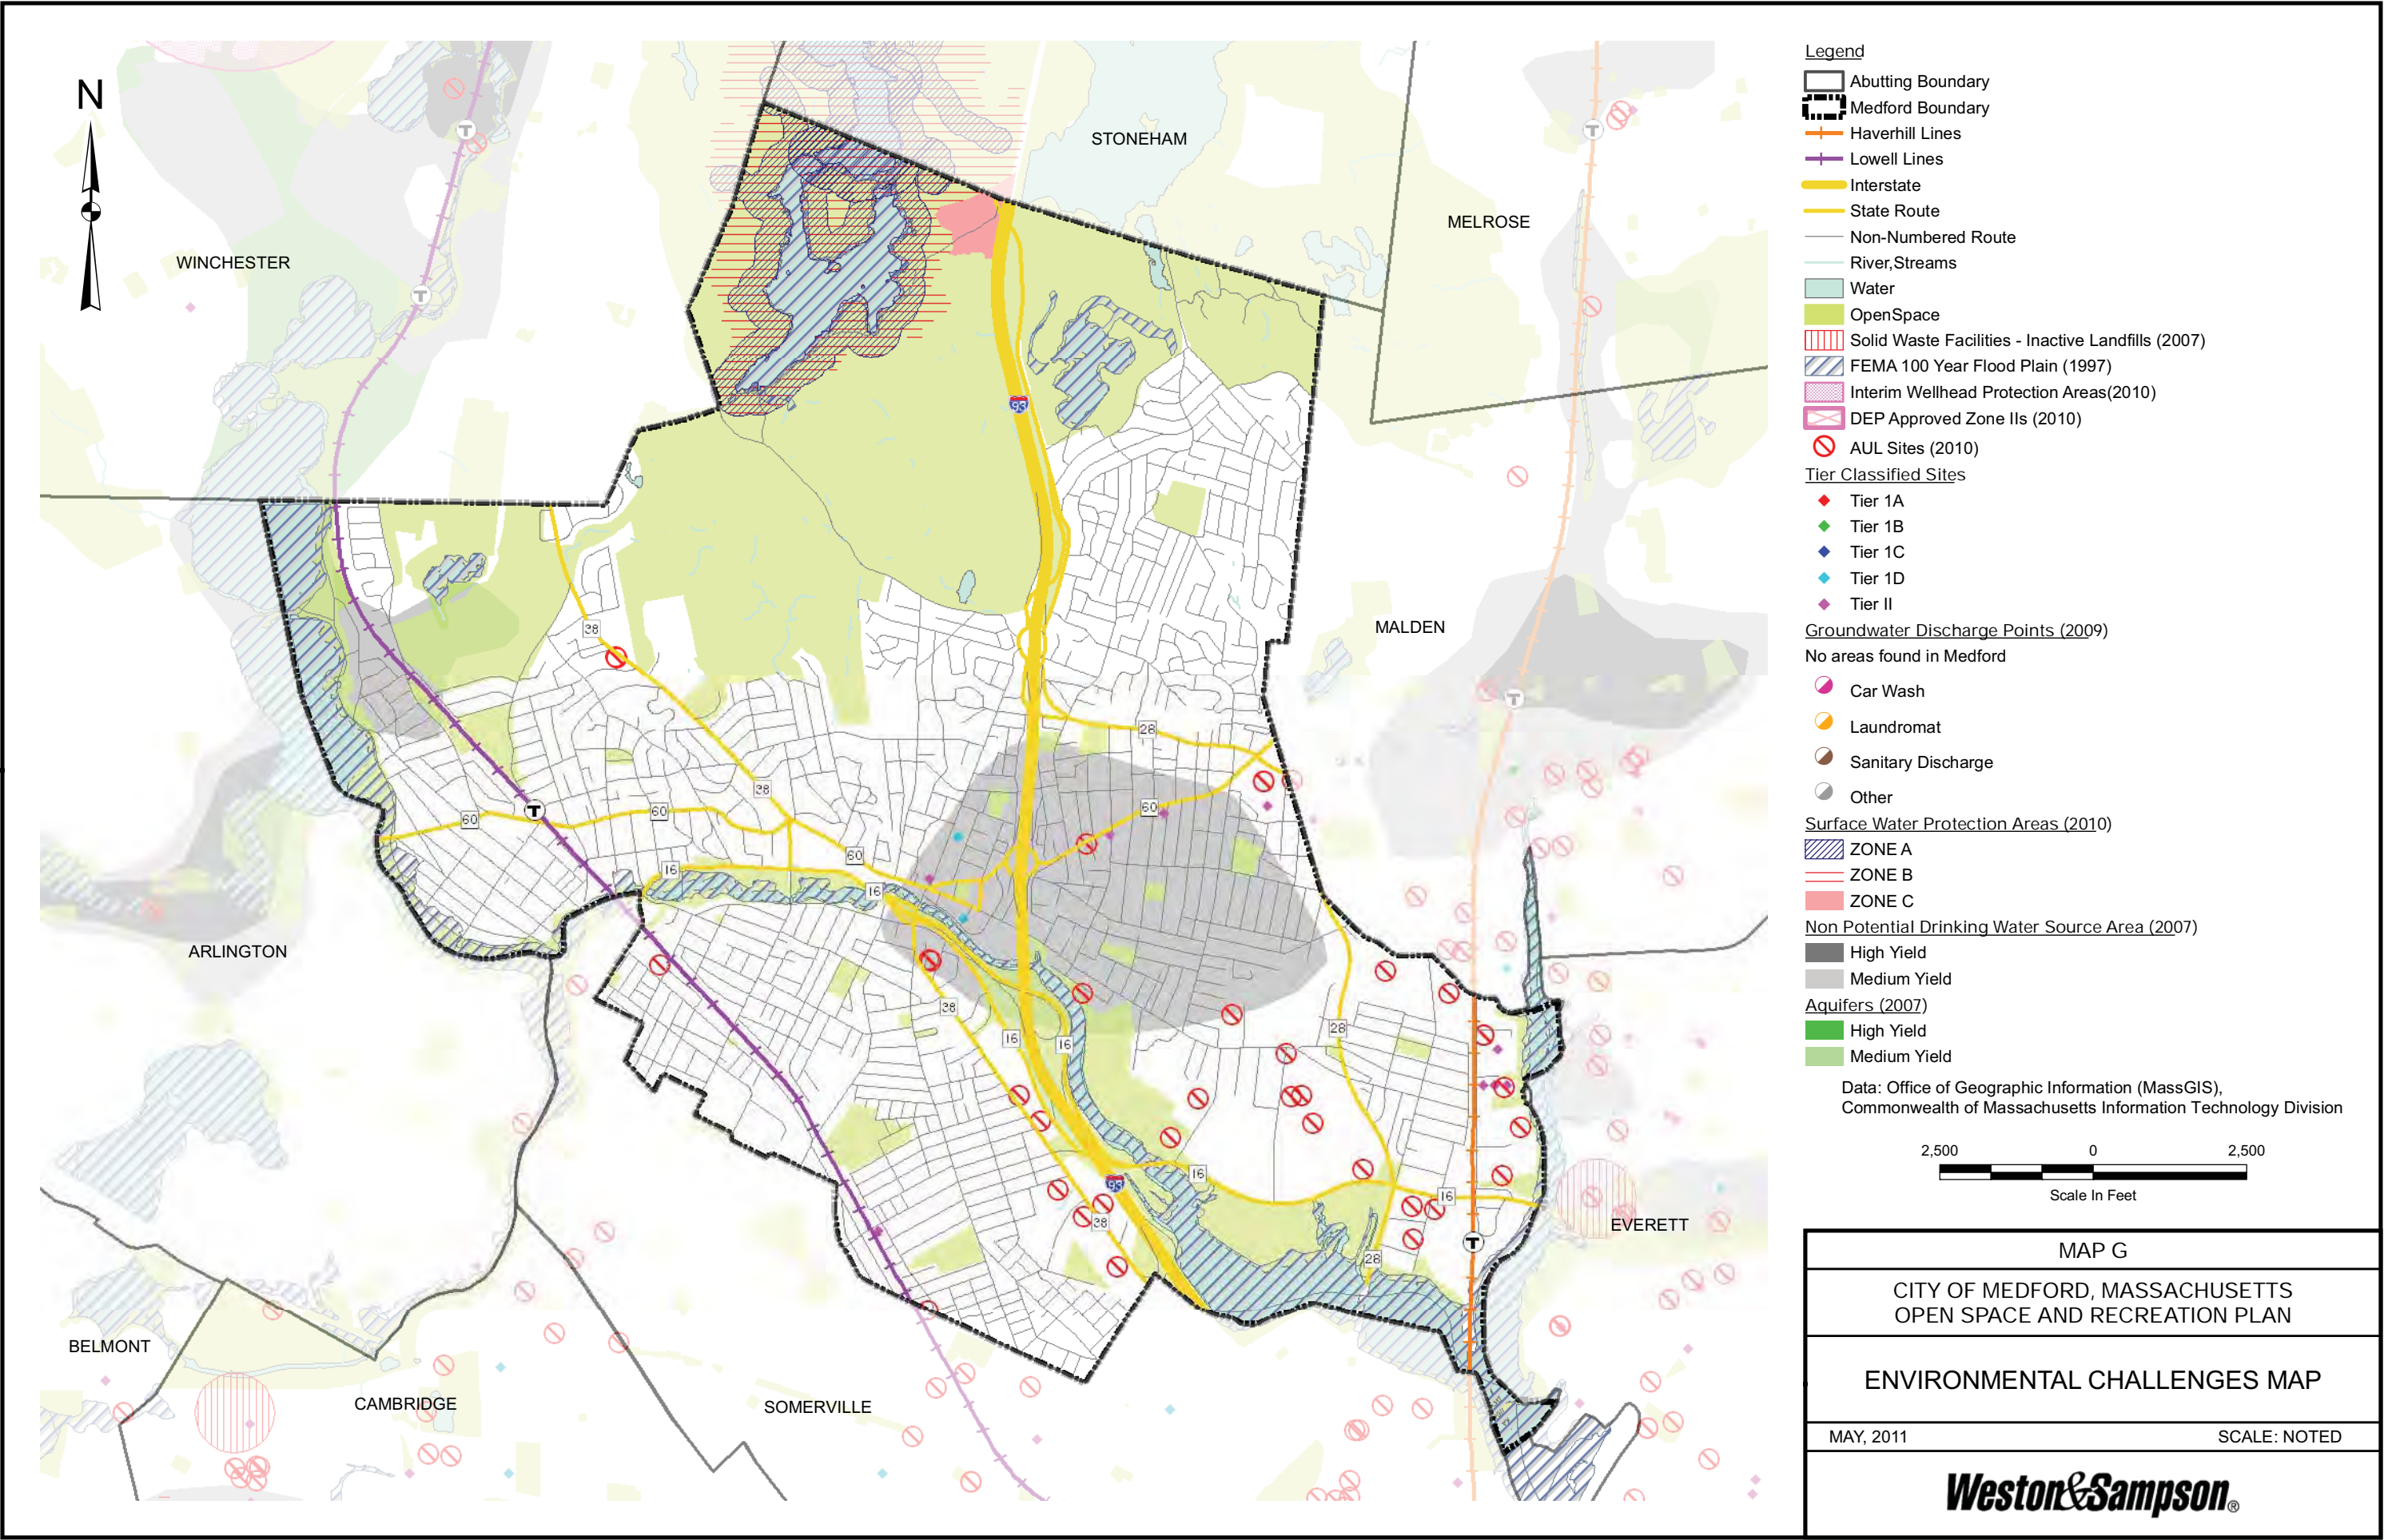 N
STONEHAM
MELROSE
WINCHESTER
MALDEN
ARLINGTON
EVERETT
BELMONT
CAMBRIDGE
SOMERVILLE
T
T
T
T
T
T
93
38
28
38
60
60
60
60
16
16
38
16
16
28
93
16
16
38
28
Legend
Abutting Boundary
Medford Boundary
Haverhill Lines
Lowell Lines
Interstate
State Route
Non-Numbered Route
River,Streams
Water
OpenSpace
Solid Waste Facilities - Inactive Landfills (2007)
FEMA 100 Year Flood Plain (1997)
Interim Wellhead Protection Areas(2010)
DEP Approved Zone IIs (2010)
AUL Sites (2010)
Tier Classified Sites
Tier 1A
Tier 1B
Tier 1C
Tier 1D
Tier II
Groundwater Discharge Points (2009)
No areas found in Medford
Car Wash
Laundromat
Sanitary Discharge
Other
Surface Water Protection Areas (2010)
ZONE A
ZONE B
ZONE C
Non Potential Drinking Water Source Area (2007)
High Yield
Medium Yield
Aquifers (2007)
High Yield
Medium Yield
Data: Office of Geographic Information (MassGIS),
Commonwealth of Massachusetts Information Technology Division
2,500 0 2,500
Scale In Feet
MAP G
CITY OF MEDFORD, MASSACHUSETTS
OPEN SPACE AND RECREATION PLAN
ENVIRONMENTAL CHALLENGES MAP
MAY, 2011 SCALE: NOTED
Weston&Sampson®